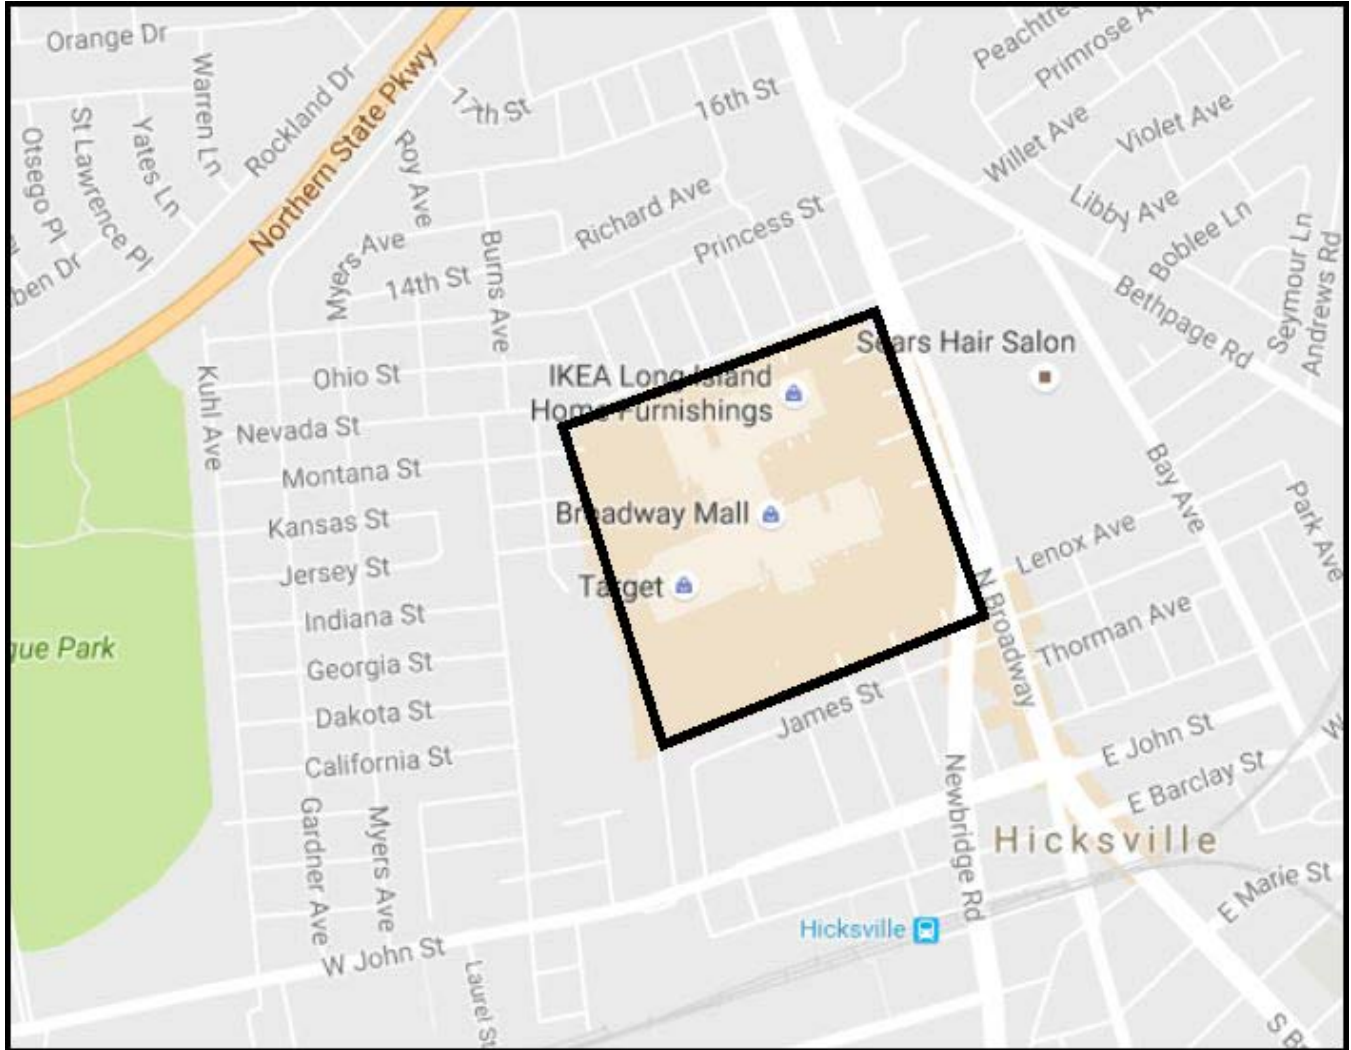 Orange Dr
Warren Ln
Rockland Dr
Northern State Pkwy
17th St
16th St
Peachtree
Primrose A
Willet Ave
Violet Ave
St Lawrence Pl
Yates Ln
Otsego Pl
Roy Ave
Libby Ave
Boblee Ln
Seymour Ln
Andrews Rd
Richard Ave
Princess St
Myers Ave
14th St
Burns Ave
ben Dr
Pl
Bethpage Rd
Sears Hair Salon
Ohio St
IKEA Long Island
Home Furnishings
Kuhl Ave
Nevada St
Montana St
Bay Ave
Park Ave
Kansas St
Broadway Mall
Lenox Ave
Jersey St
Target
N Broadway
Indiana St
Thorman Ave
gue Park
Georgia St
Dakota St
James St
California St
E John St
E Barclay St
W
Gardner Ave
Myers Ave
Newbridge Rd
Hicksville
E Marie St
Hicksville
W John St
Laurel St
S B